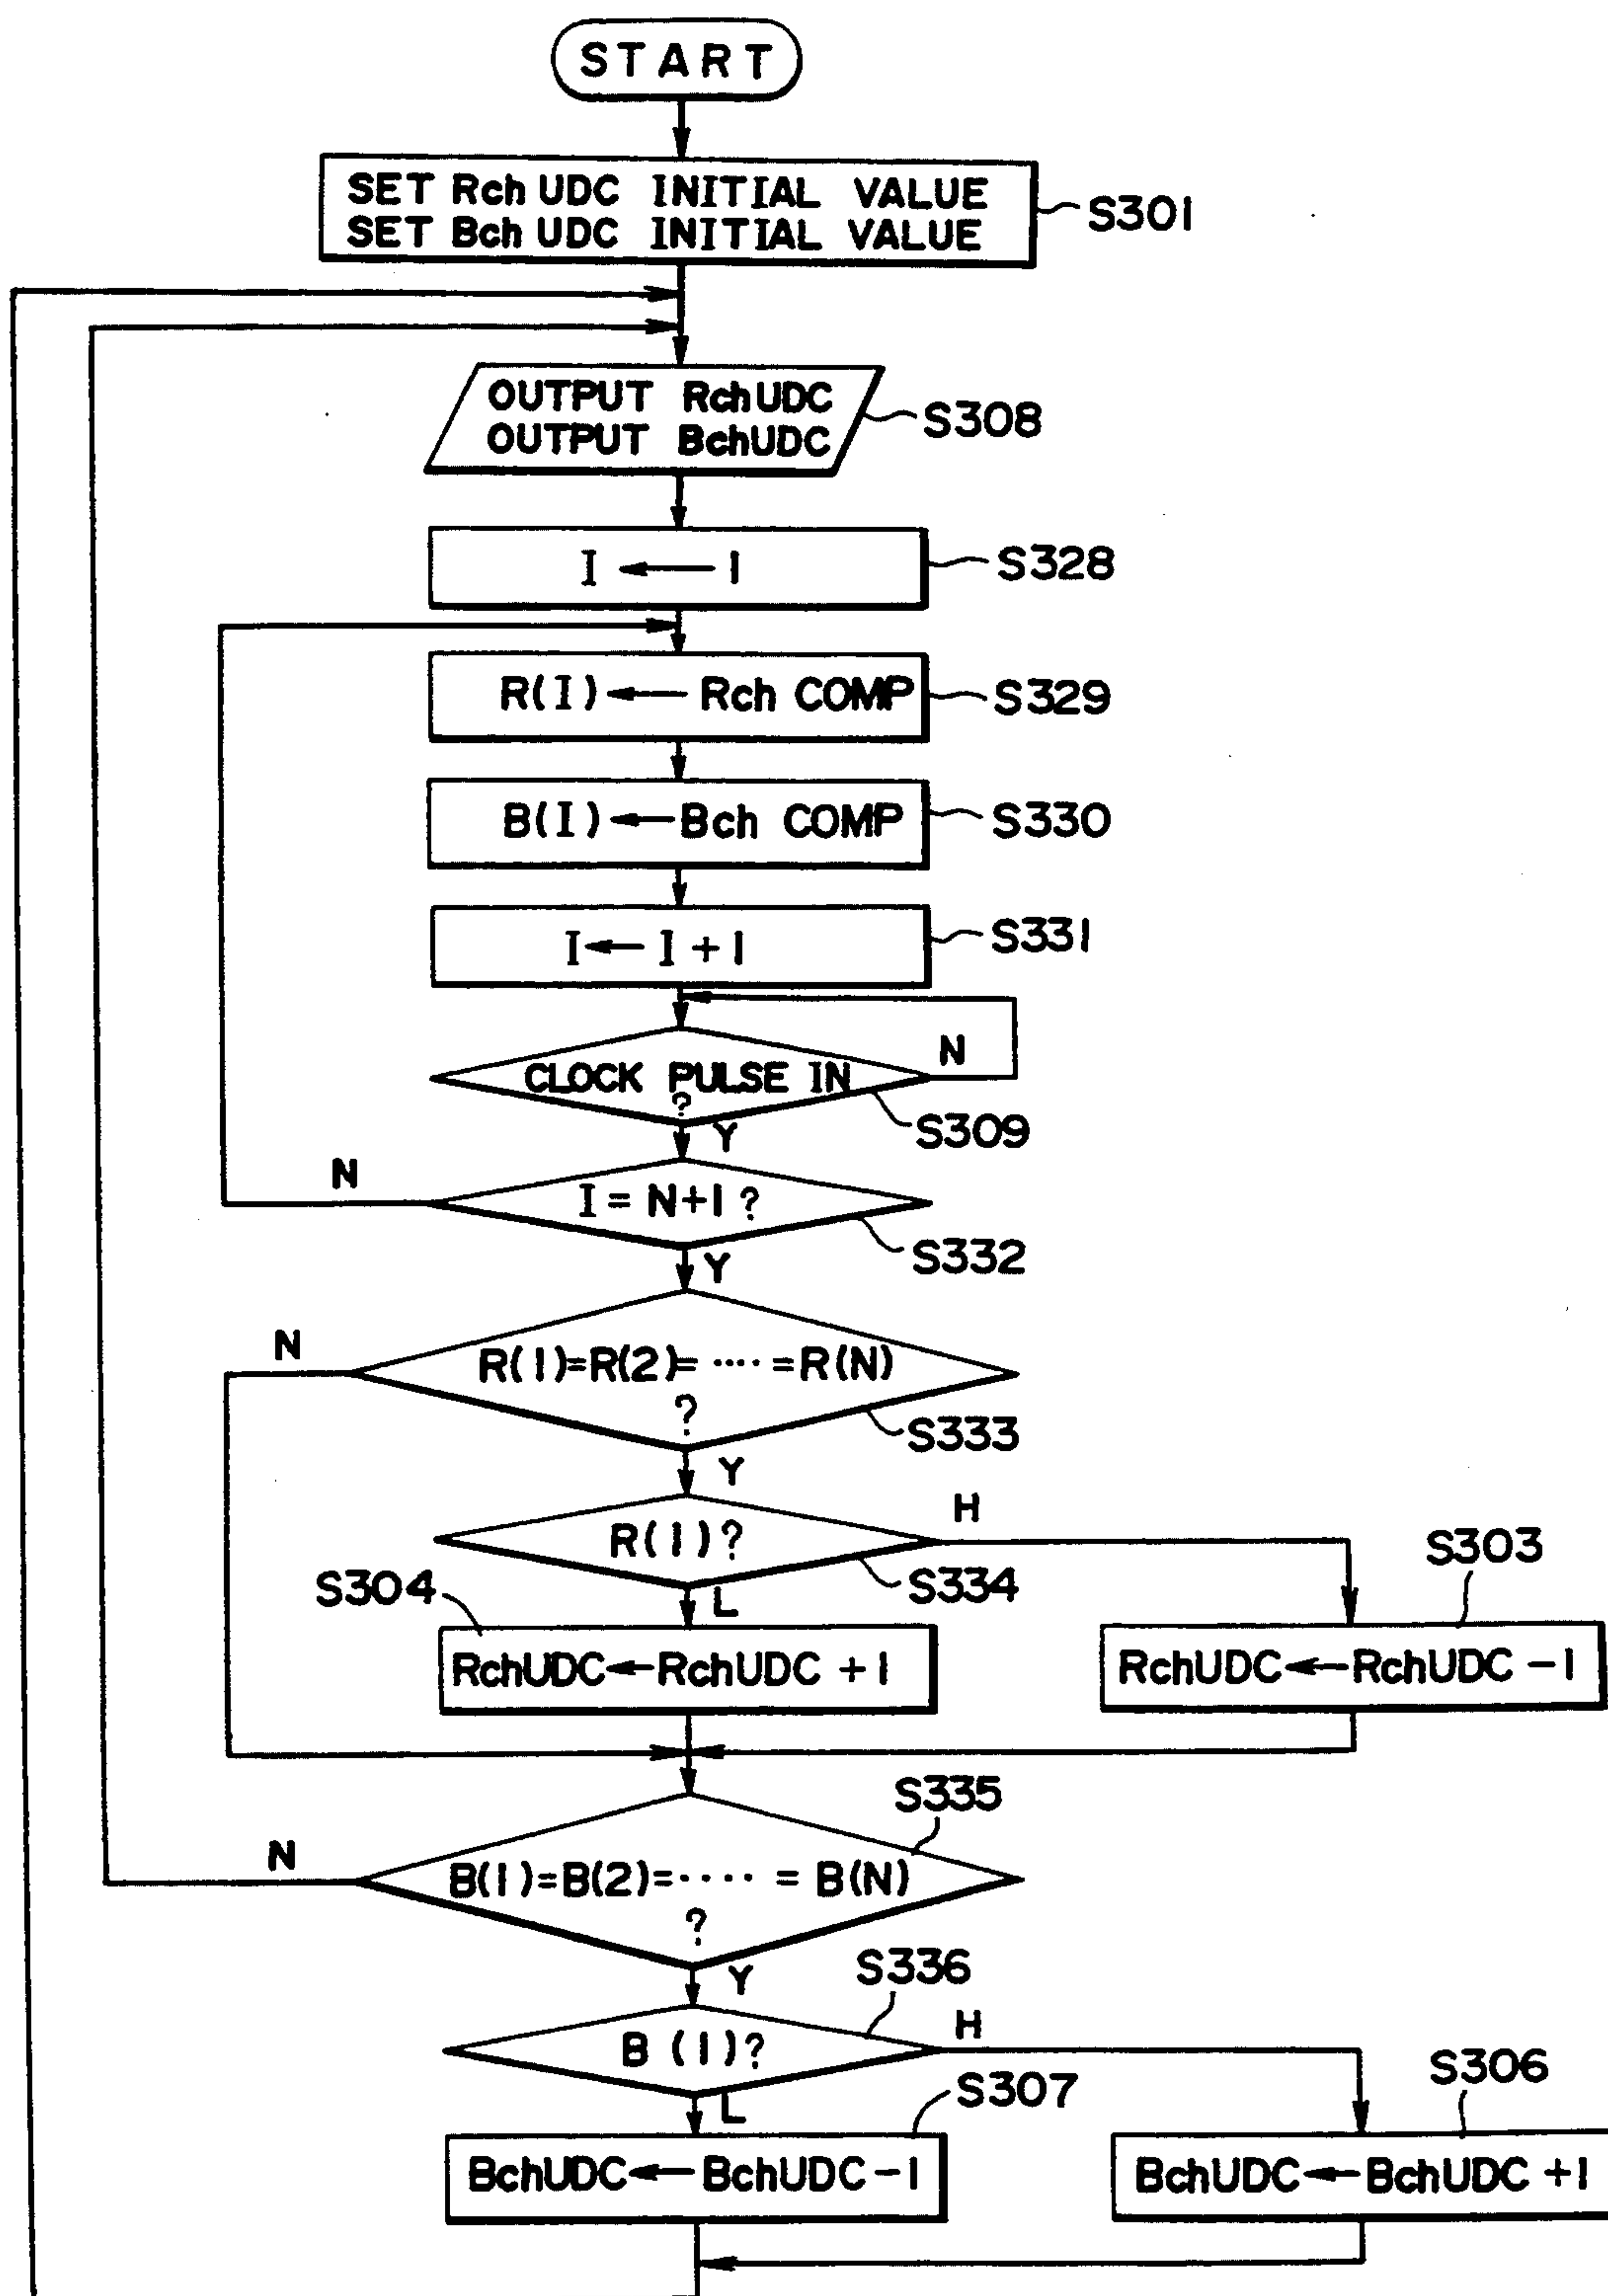 START
SET Rch UDC INITIAL VALUE
SET Bch UDC INITIAL VALUE
S301
OUTPUT RchUDC
OUTPUT BchUDC
S308
I ← 1
S328
R(I) ← Rch COMP
S329
B(I) ← Bch COMP
S330
I ← I + 1
S331
CLOCK PULSE IN
?
N
S309
Y
I = N+1 ?
N
S332
Y
R(1)=R(2)= ···· =R(N)
?
N
S333
Y
R(1)?
H
S334
L
S304
RchUDC ← RchUDC +1
S303
RchUDC ← RchUDC -1
S335
B(1)=B(2)= ···· = B(N)
?
N
Y
S336
B (1)?
H
L
S307
BchUDC ← BchUDC -1
S306
BchUDC ← BchUDC +1